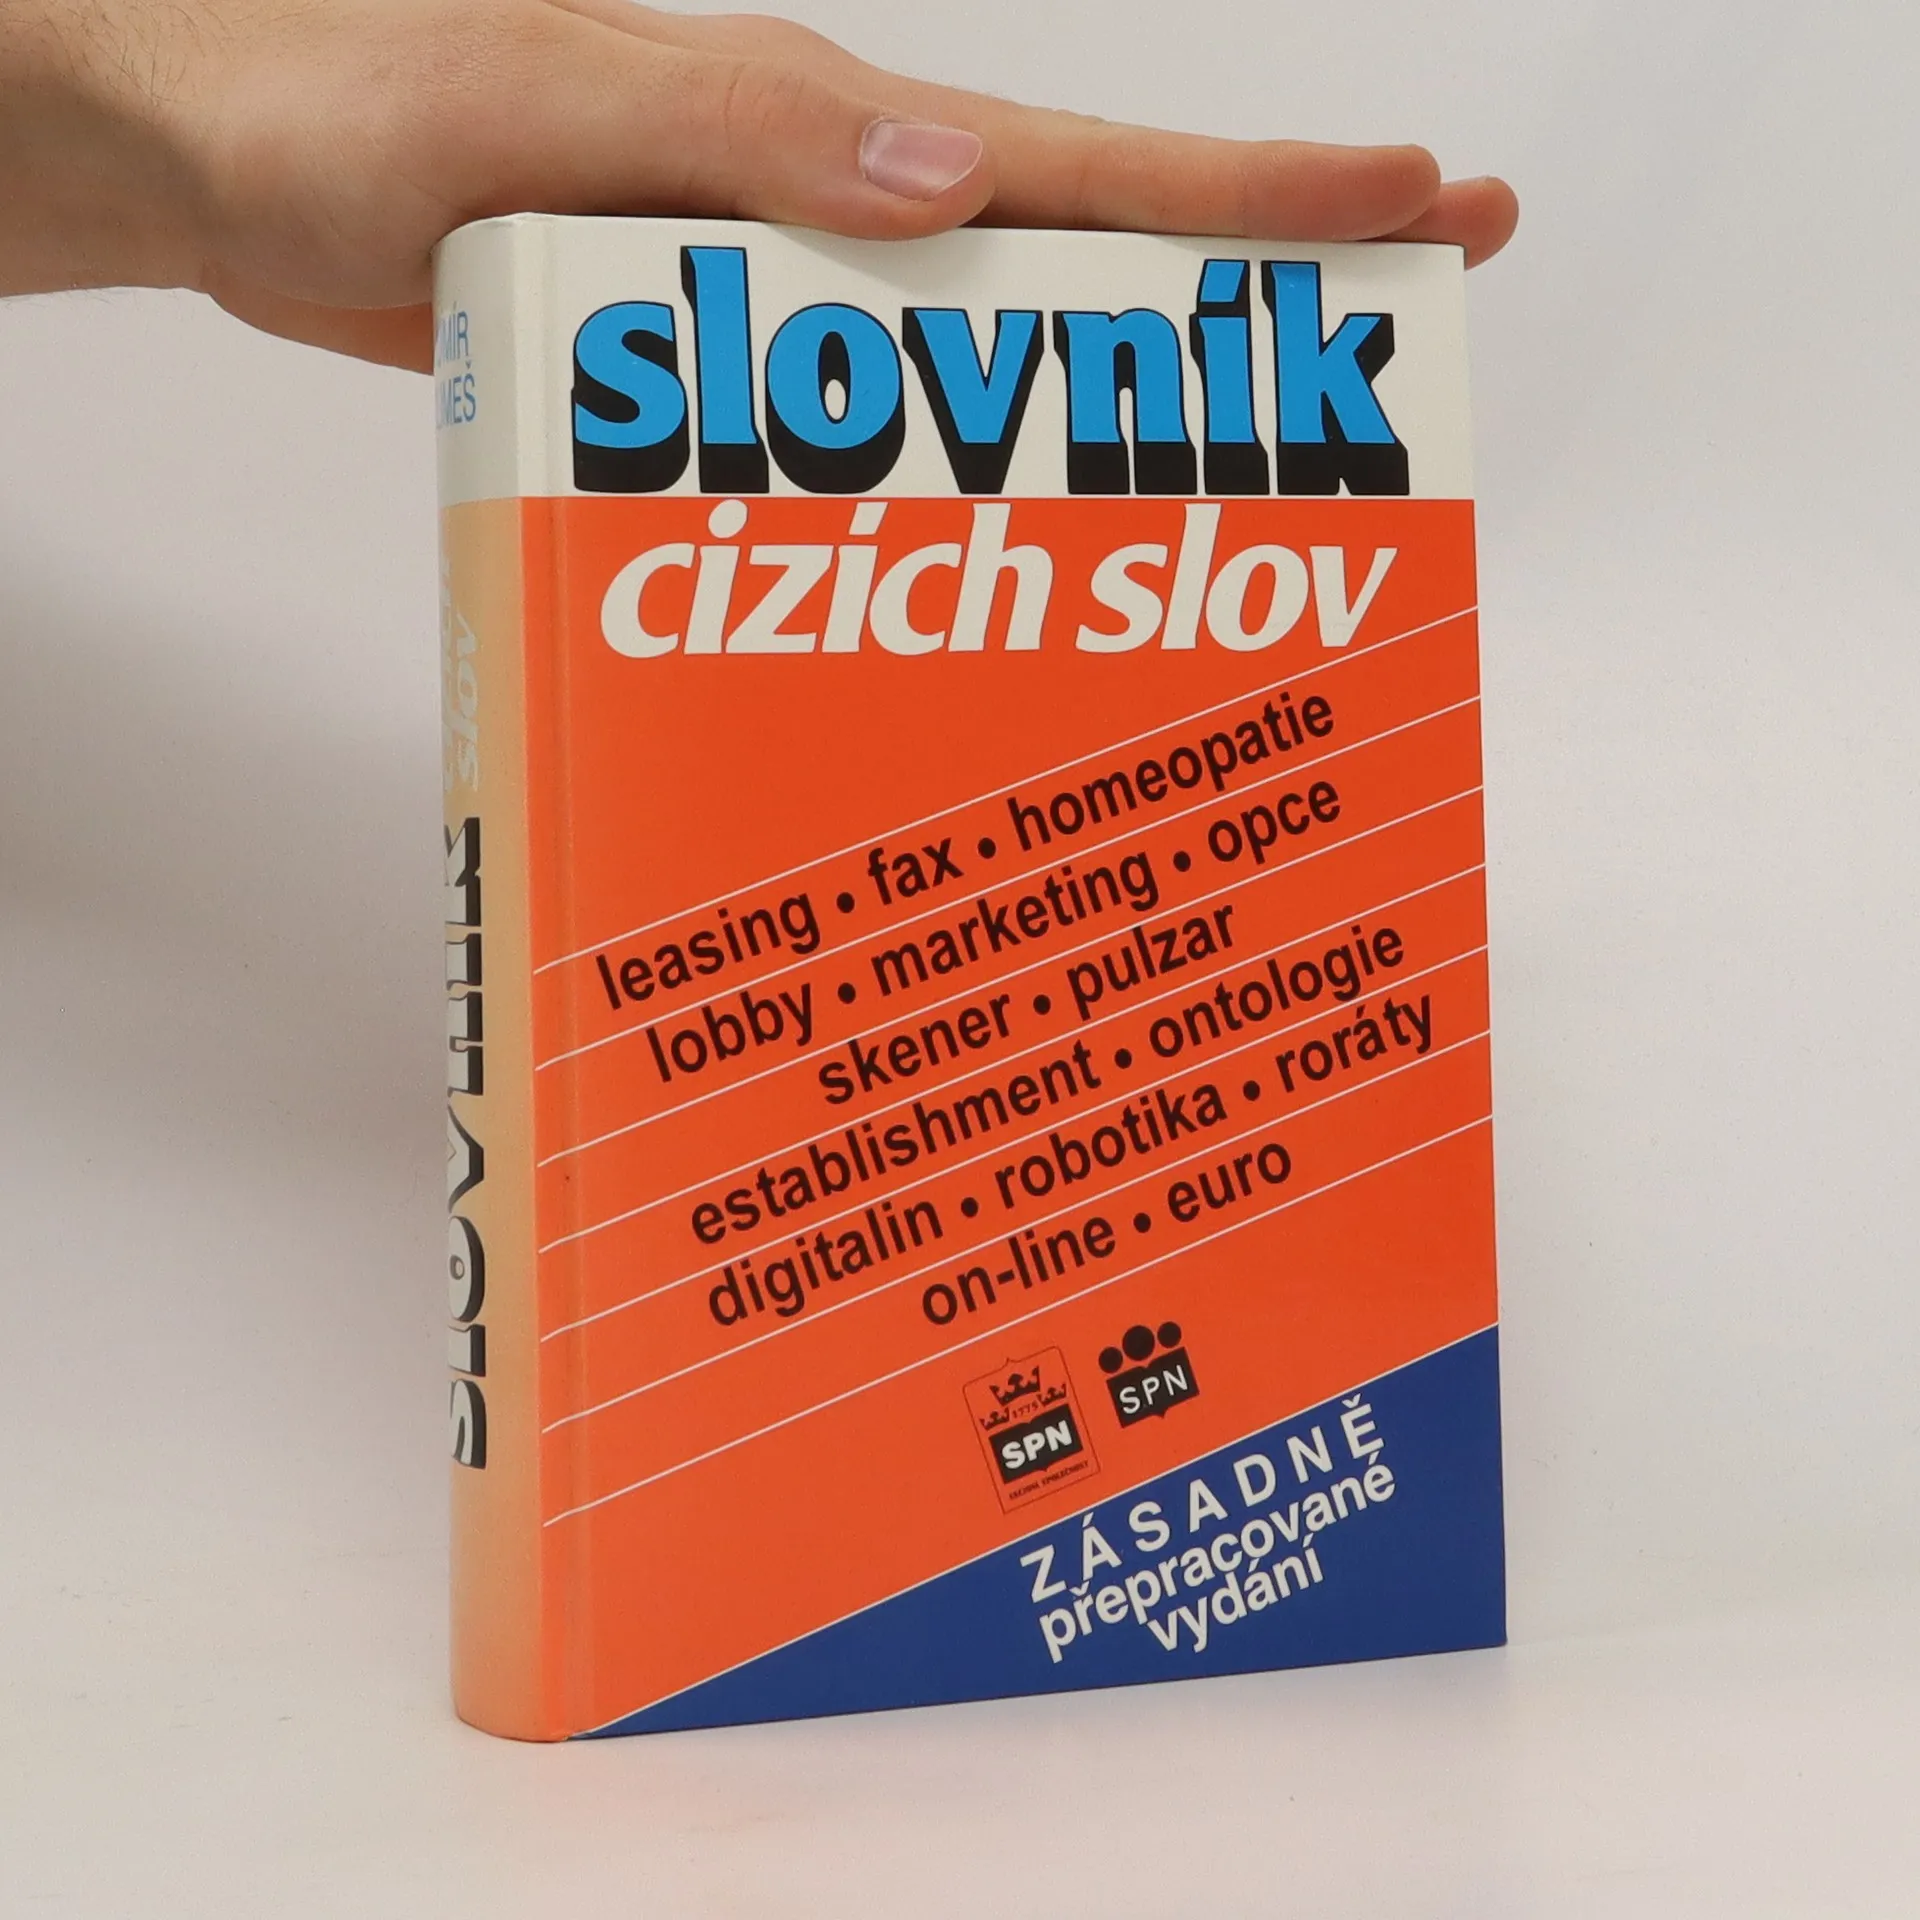 slovník
cizích slov
leasing • fax • homeopatie
lobby • marketing • opce
skener • pulzar
establishment • ontologie
digitalin • robotika • roráty
on-line • euro
1775
SPN
SPN
ZÁSADNĚ
přepracované
vydání
slovník
slov